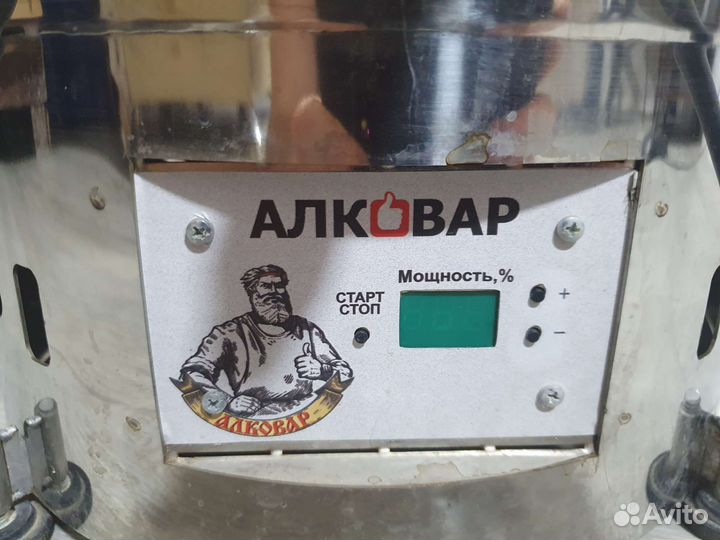 АЛКОВАР
Мощность,%
СТАРТ
СТОП
+
−
АЛКОВАР
Avito